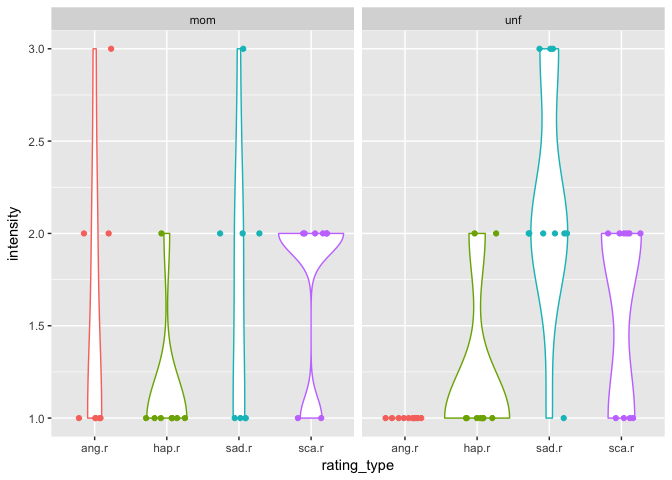 mom unf
3.0
2.5
2.0
1.5
1.0
intensity
ang.r hap.r sad.r sca.r ang.r hap.r sad.r sca.r
rating_type